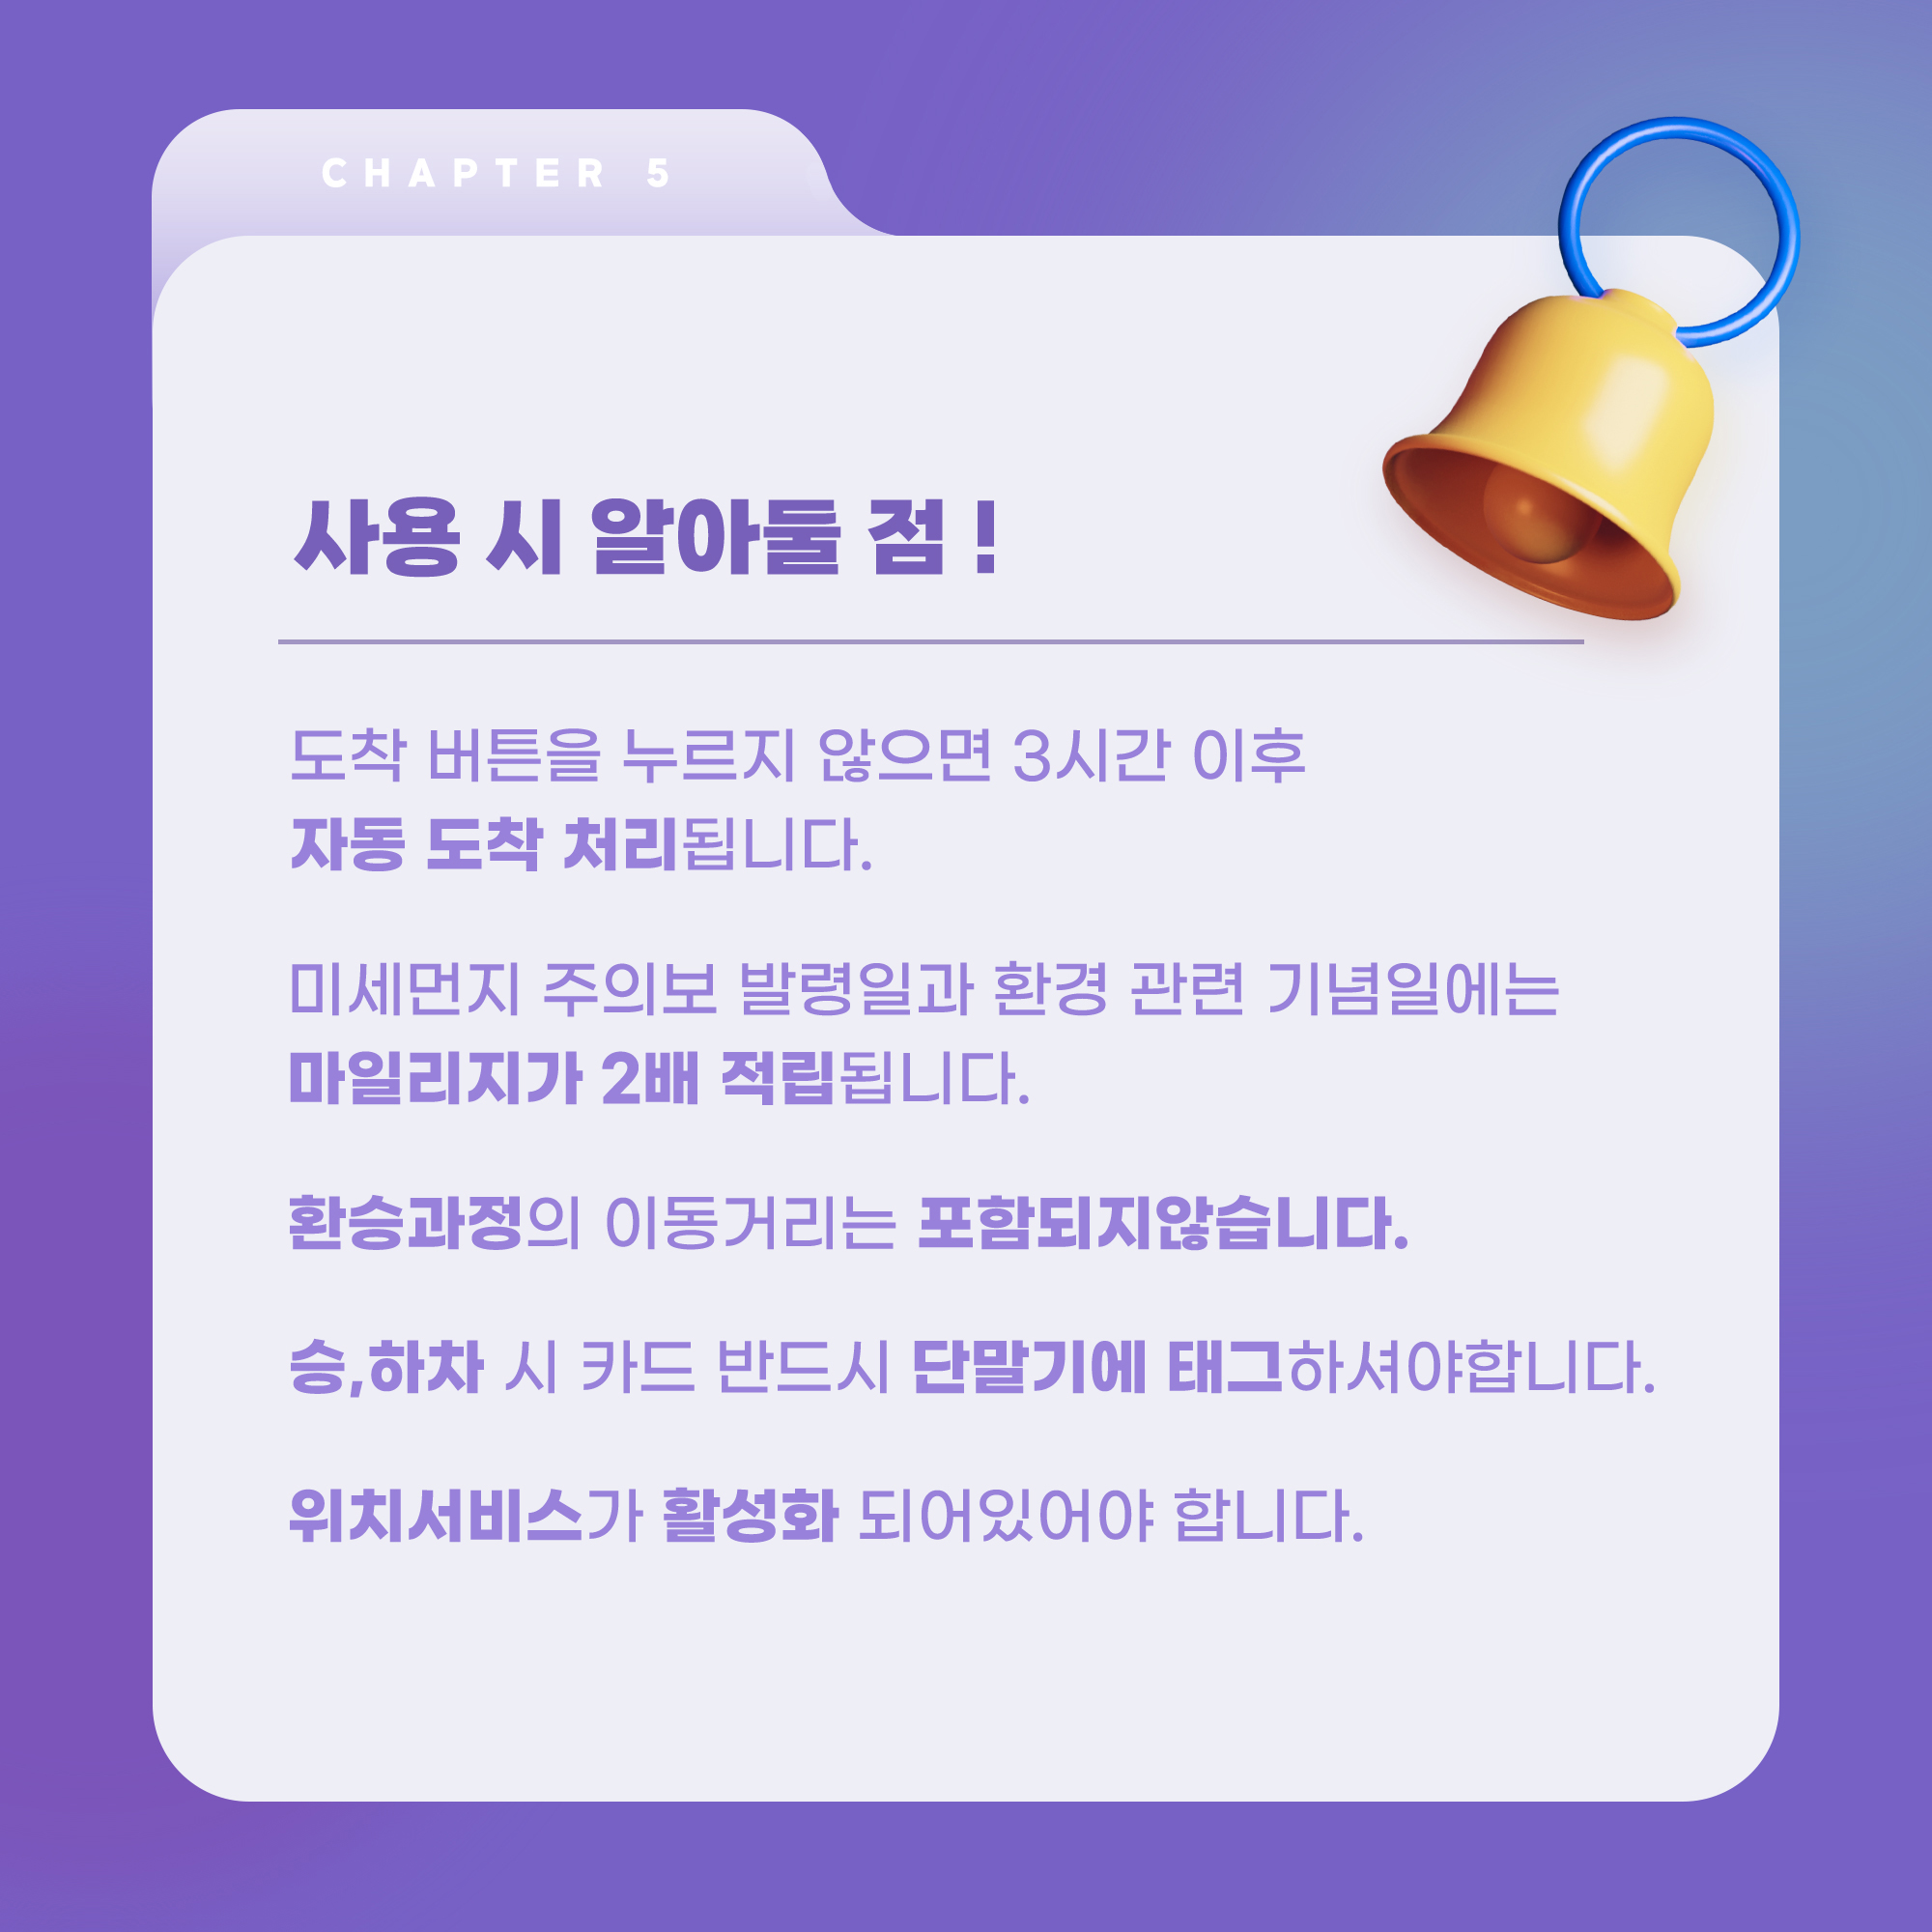 CHAPTER 5
사용 시 알아둘 점 !
도착 버튼을 누르지 않으면 3시간 이후
자동 도착 처리됩니다.
미세먼지 주의보 발령일과 환경 관련 기념일에는
마일리지가 2배 적립됩니다.
환승과정의 이동거리는 포함되지않습니다.
승,하차 시 카드 반드시 단말기에 태그하셔야합니다.
위치서비스가 활성화 되어있어야 합니다.